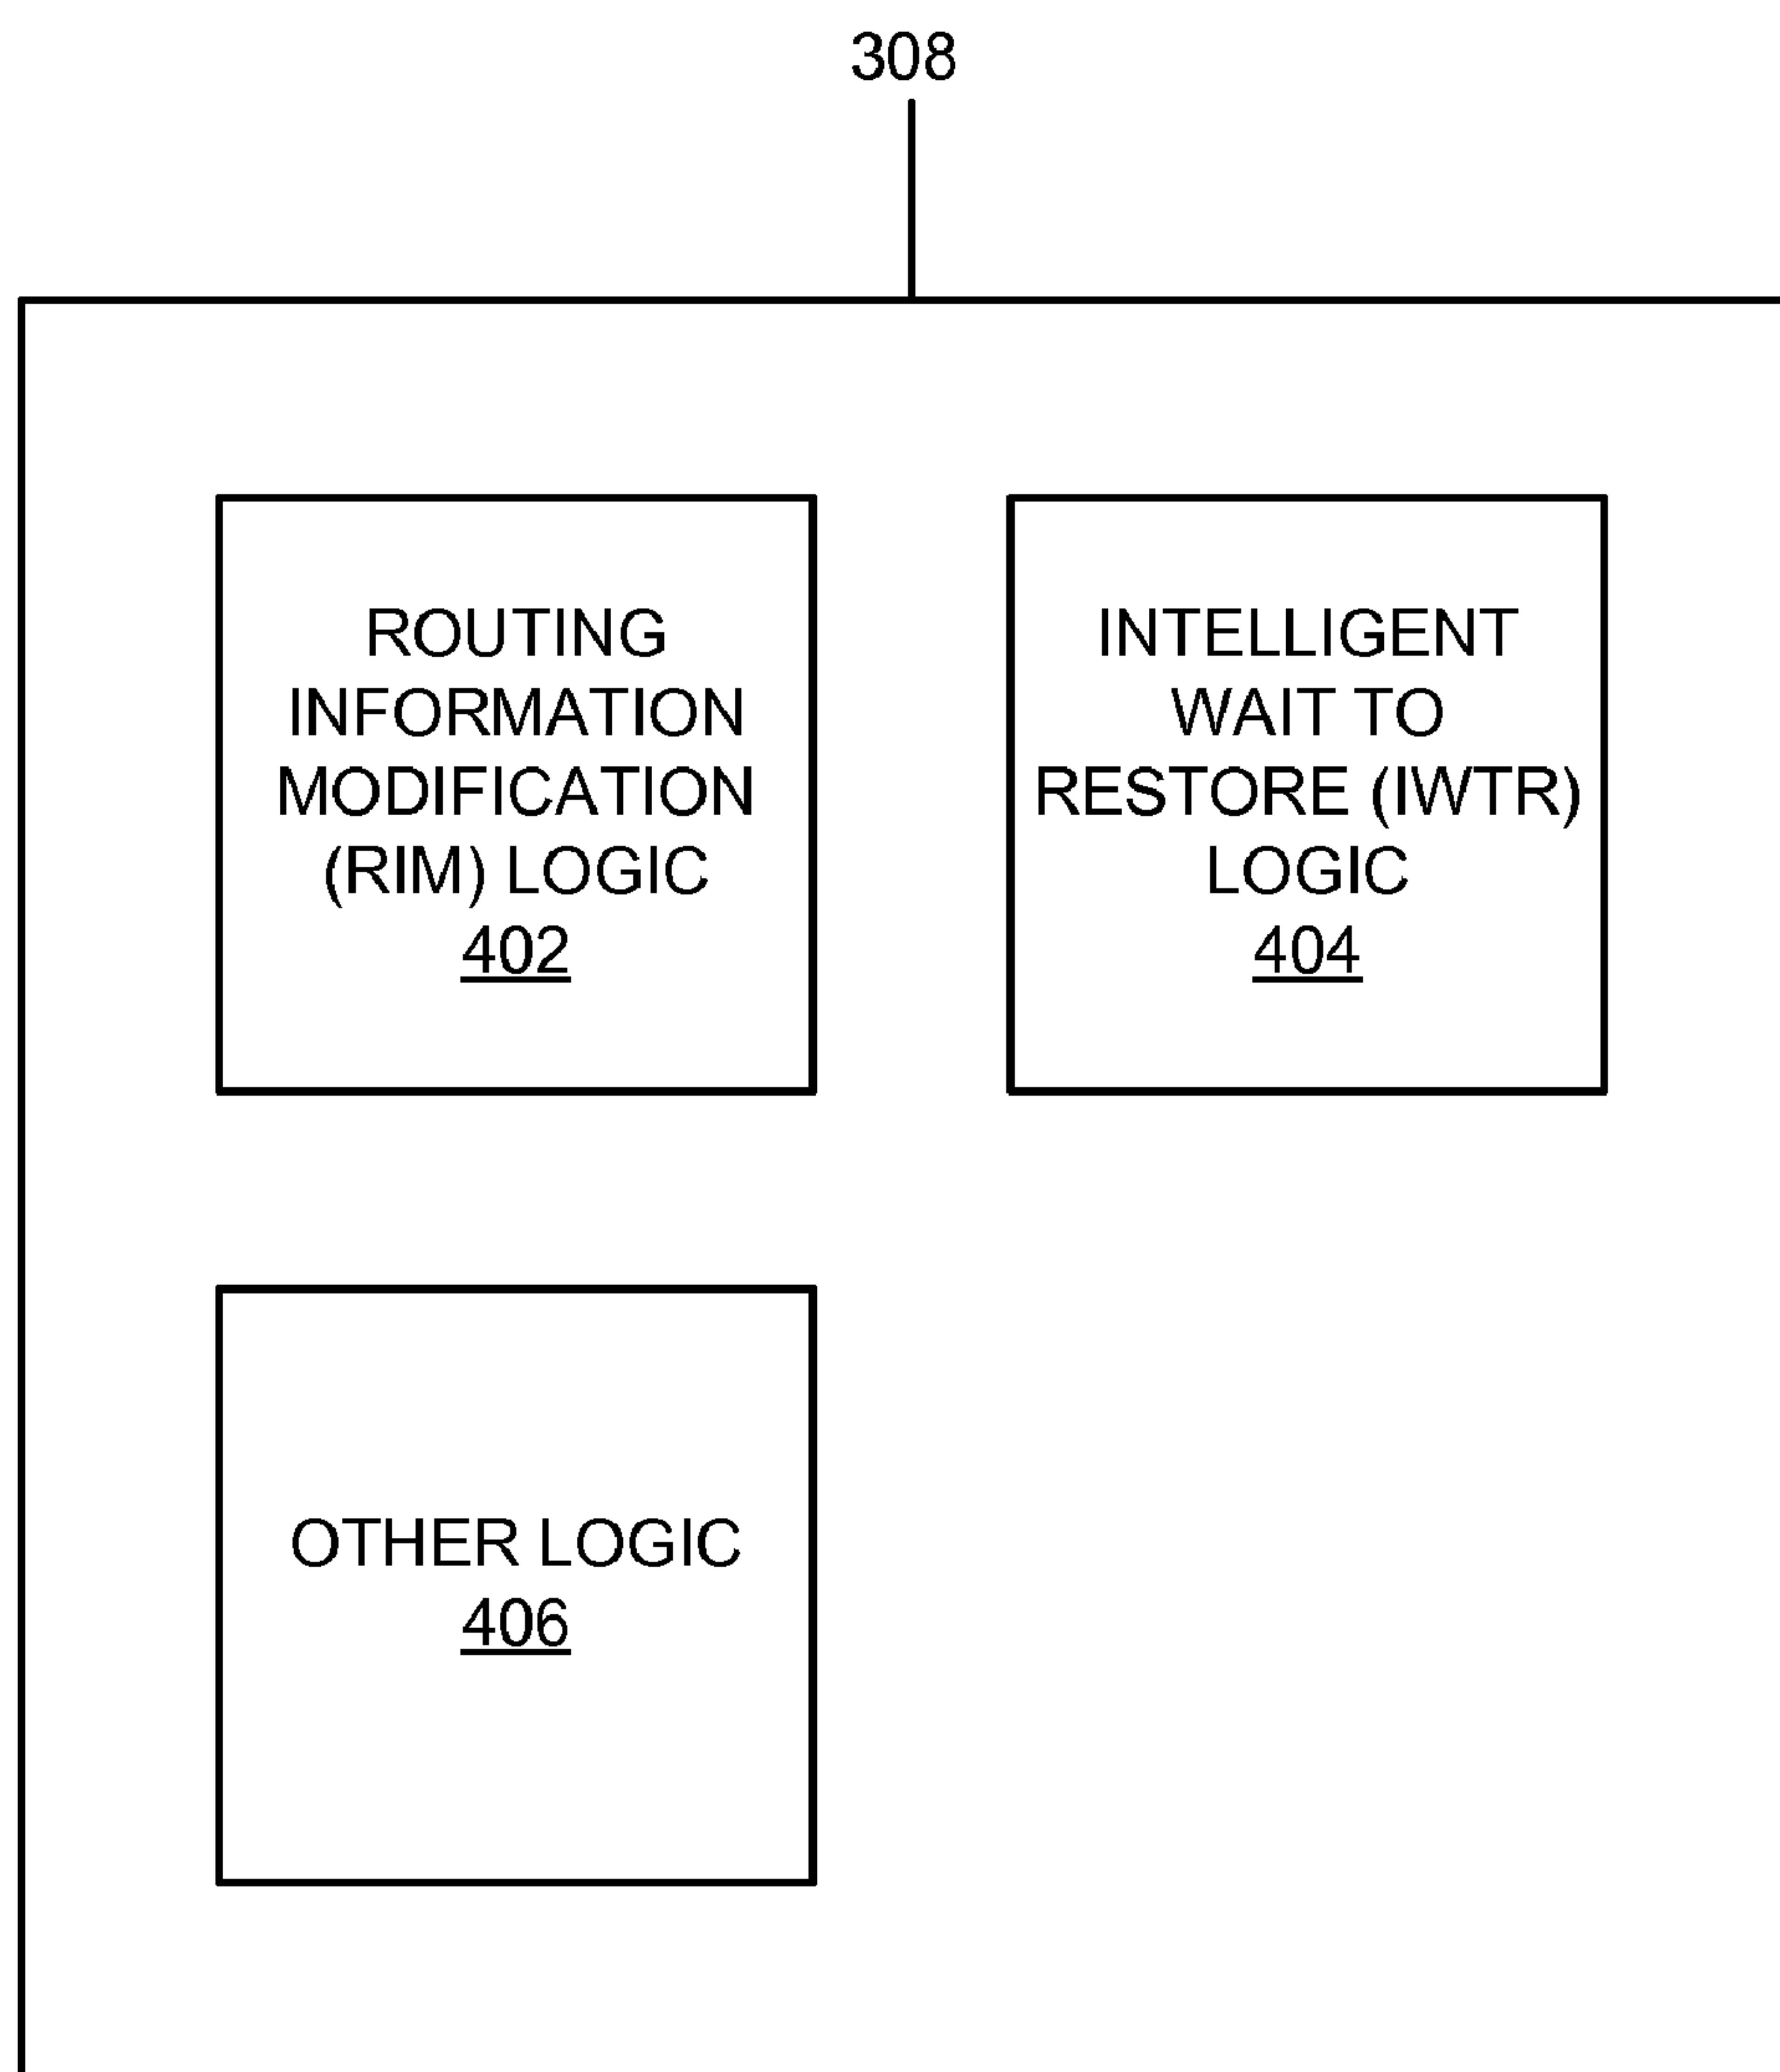 308
ROUTING
INFORMATION
MODIFICATION
(RIM) LOGIC
402
INTELLIGENT
WAIT TO
RESTORE (IWTR)
LOGIC
404
OTHER LOGIC
406